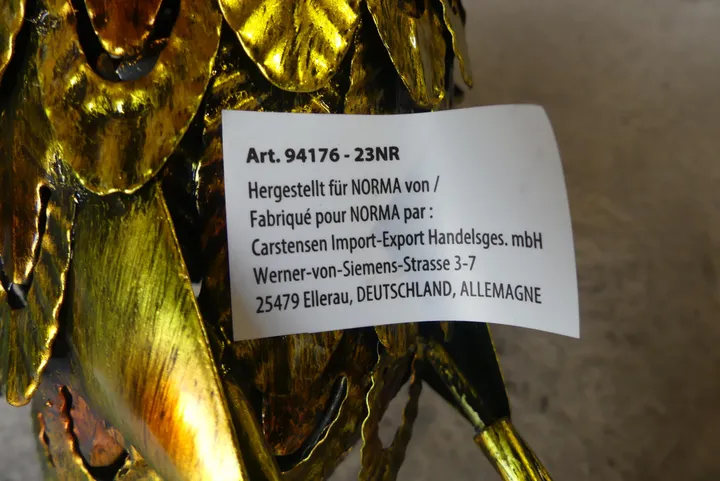 Art. 94176 - 23NR
Hergestellt für NORMA von /
Fabriqué pour NORMA par :
Carstensen Import-Export Handelsges. mbH
Werner-von-Siemens-Strasse 3-7
25479 Ellerau, DEUTSCHLAND, ALLEMAGNE